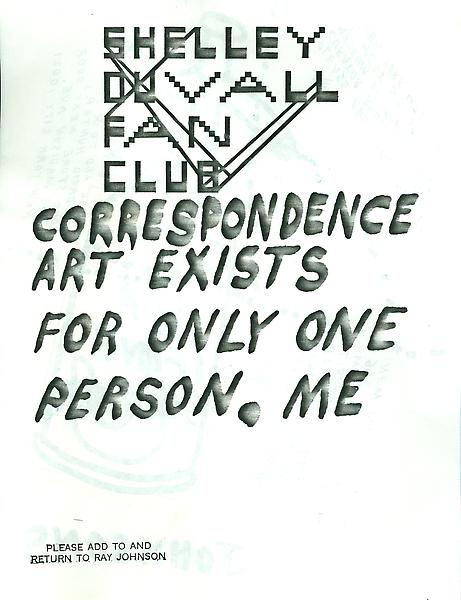 SHELLEY
DUVALL
FAN
CLUB
CORRESPONDENCE
ART EXISTS
FOR ONLY ONE
PERSON. ME
PLEASE ADD TO AND
RETURN TO RAY JOHNSON